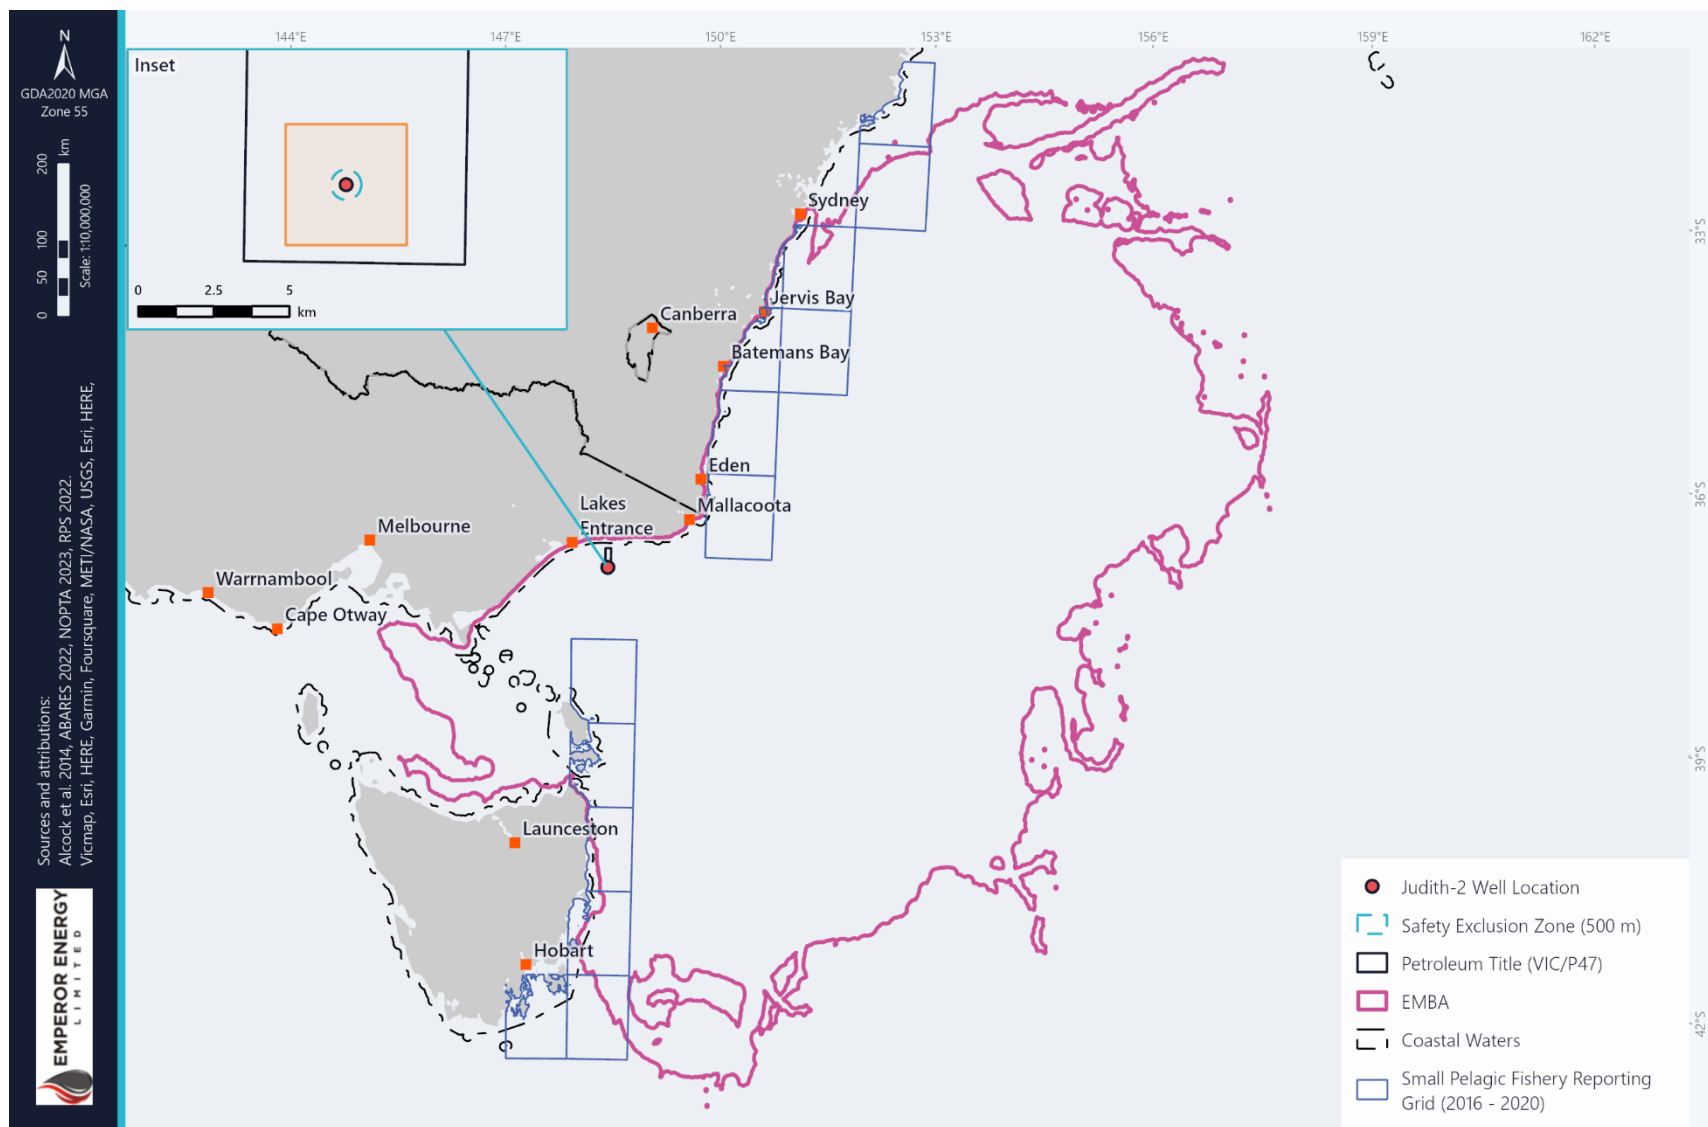 N
GDA2020 MGA
Zone 55
km
200
100
50
0
Scale: 1:10,000,000
Sources and attributions:
Alcock et al. 2014, ABARES 2022, NOPTA 2023, RPS 2022.
Vicmap, Esri, HERE, Garmin, Foursquare, METI/NASA, USGS, Esri, HERE,
EMPEROR ENERGY
LIMITED
144°E
147°E
150°E
153°E
156°E
159°E
162°E
33°S
36°S
39°S
42°S
Inset
0
2.5
5
km
Sydney
Jervis Bay
Canberra
Batemans Bay
Eden
Mallacoota
Lakes
Entrance
Melbourne
Warrnambool
Cape Otway
Launceston
Hobart
Judith-2 Well Location
Safety Exclusion Zone (500 m)
Petroleum Title (VIC/P47)
EMBA
Coastal Waters
Small Pelagic Fishery Reporting
Grid (2016 - 2020)